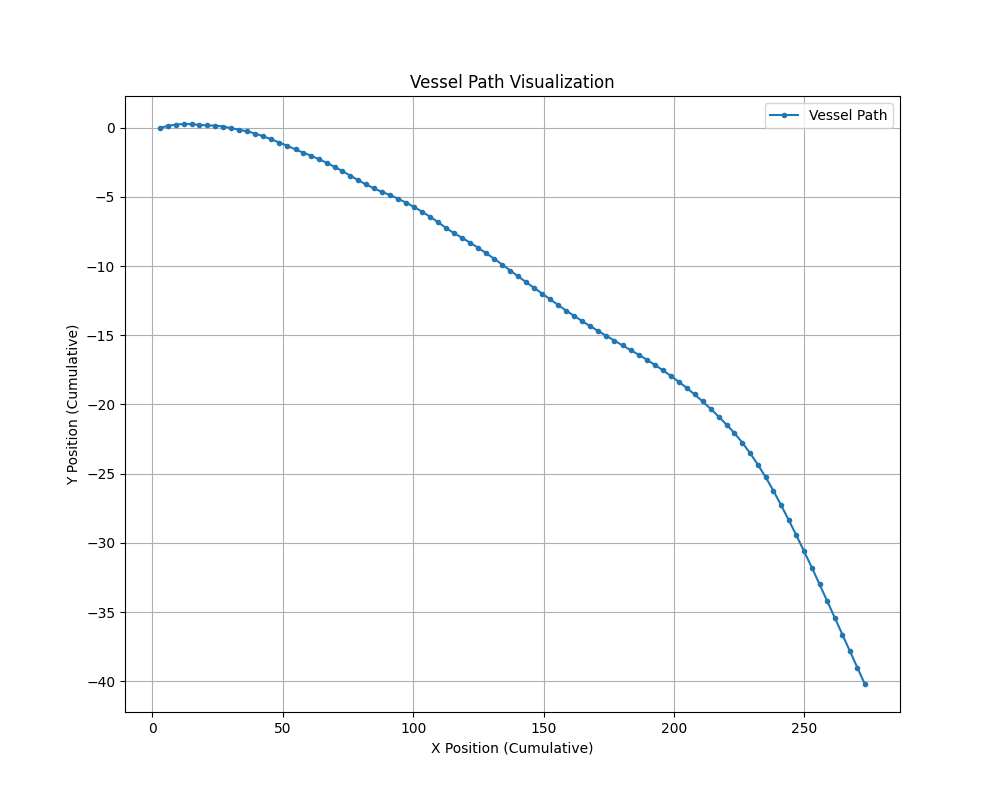 Vessel Path Visualization
Vessel Path
0
−5
−10
−15
−20
−25
−30
−35
−40
Y Position (Cumulative)
0 50 100 150 200 250
X Position (Cumulative)